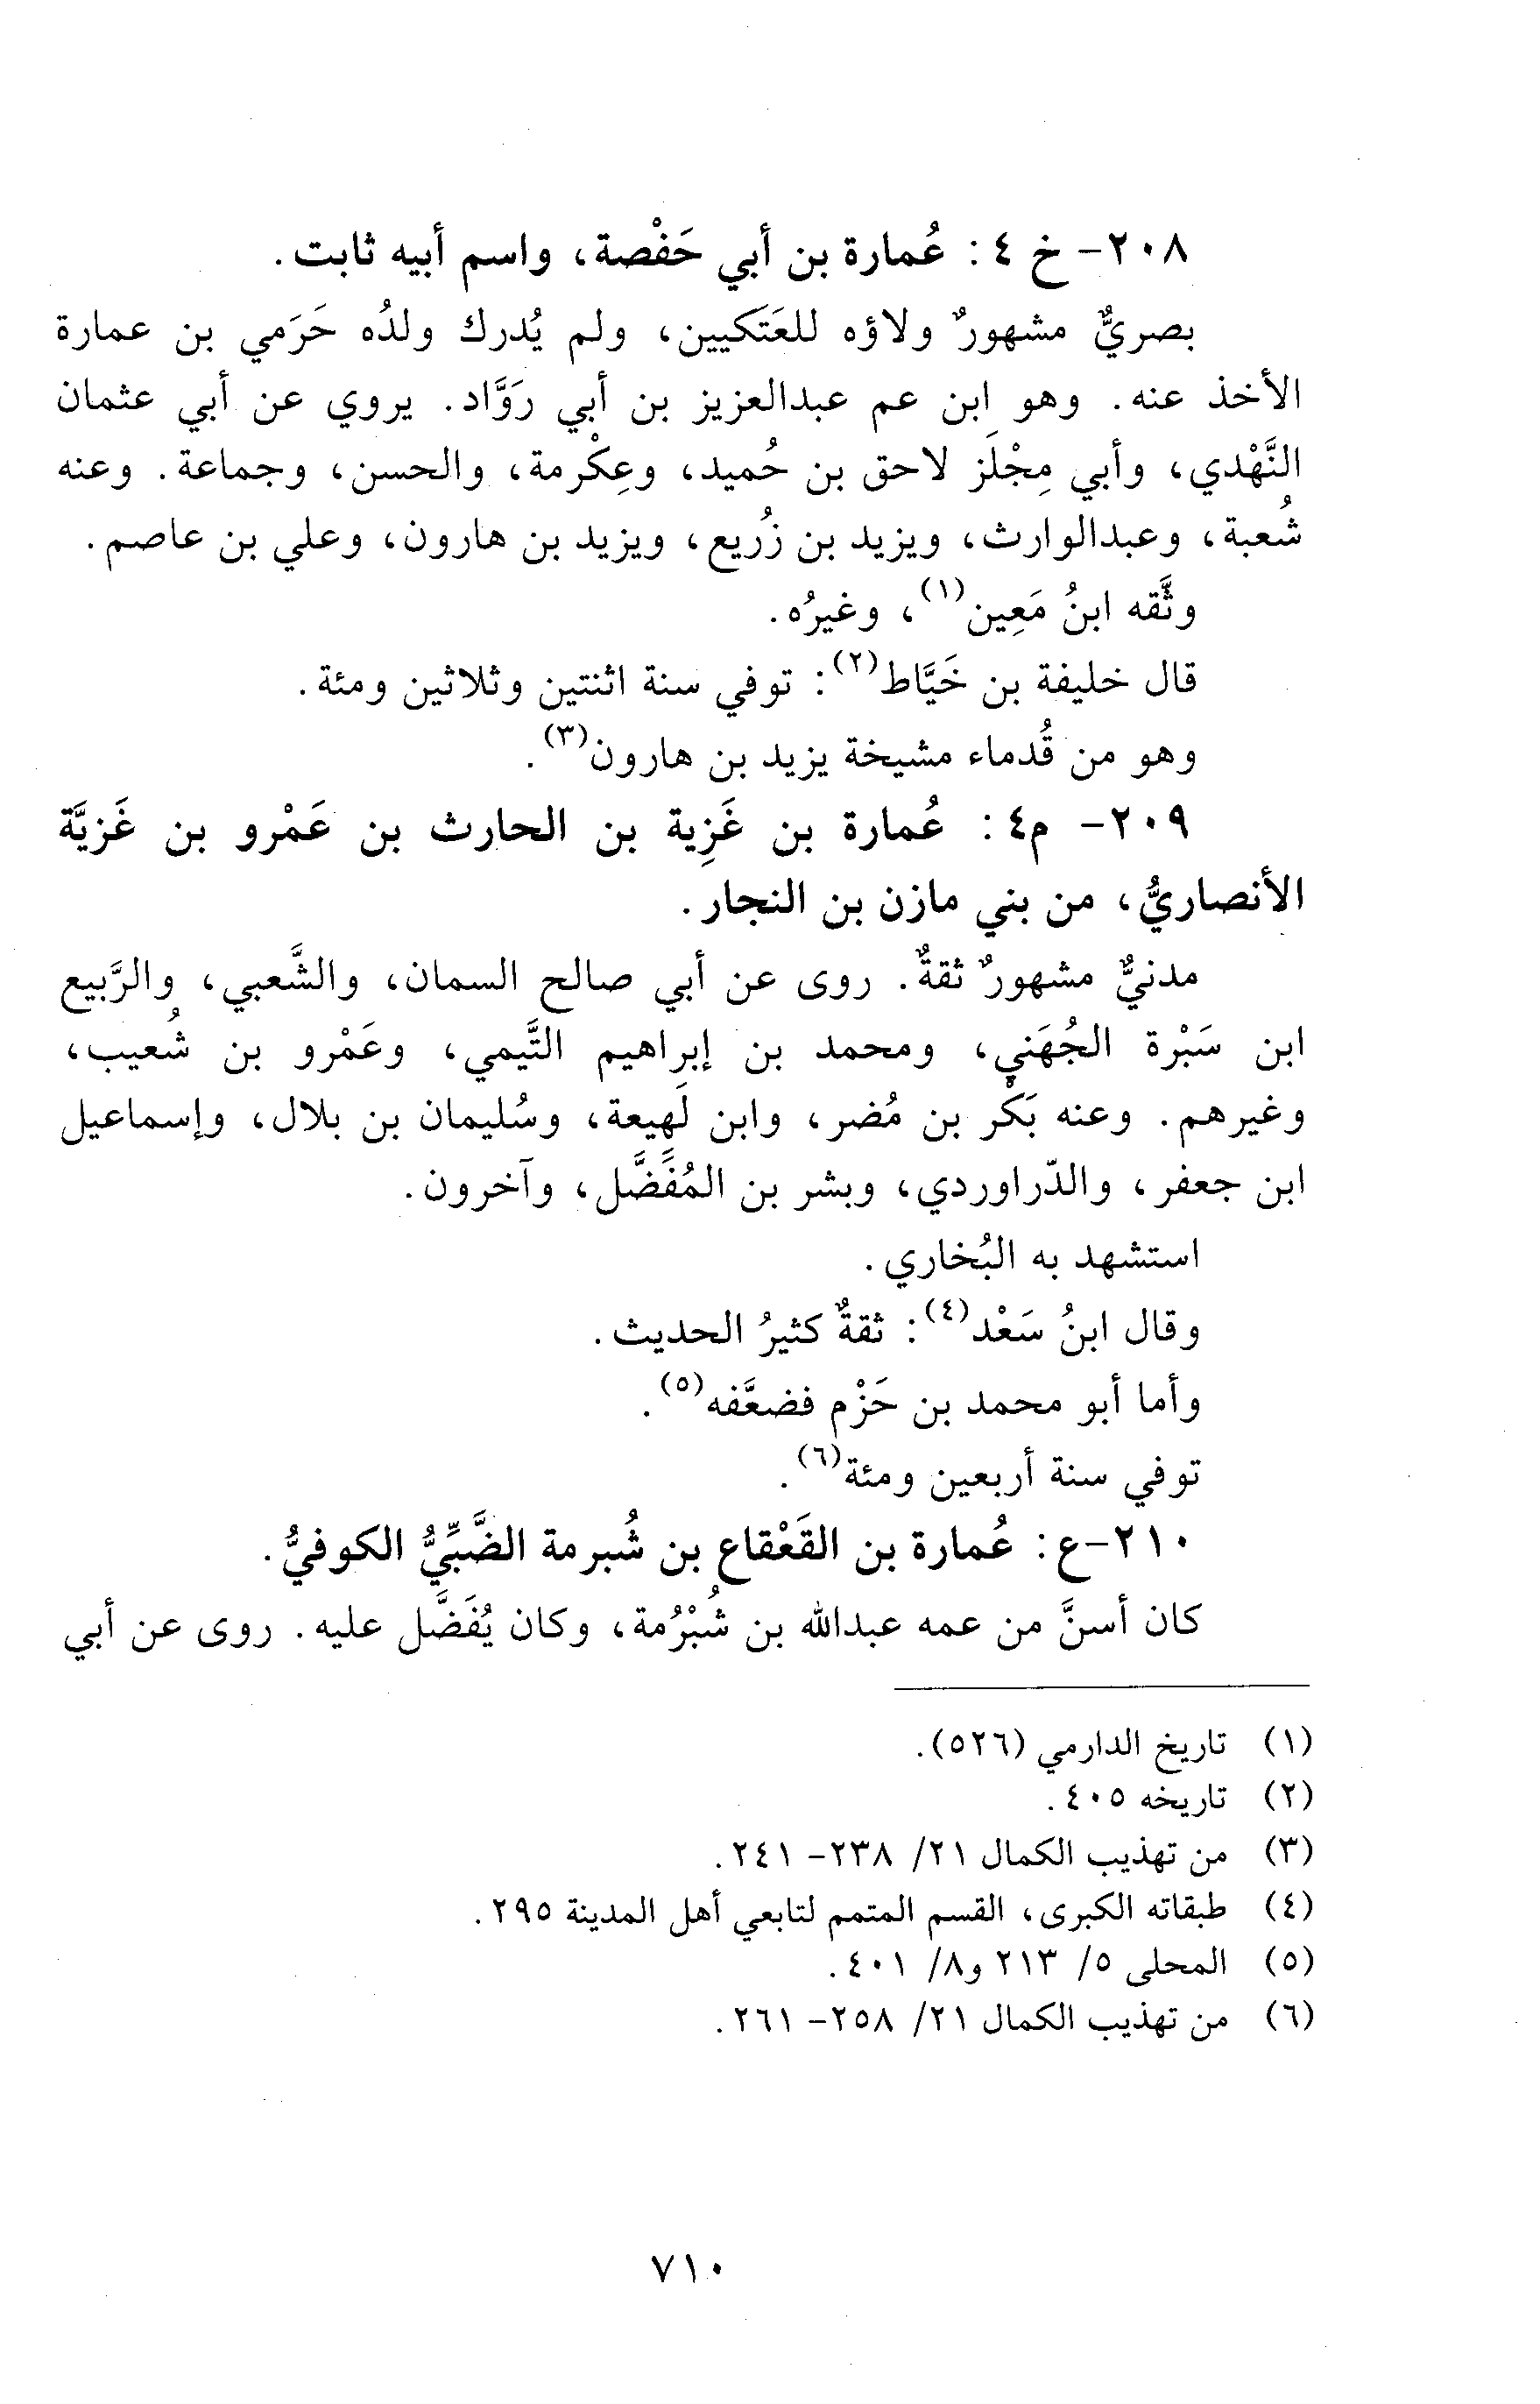 ٢٠٨- خ ٤: عُمارة بن أبي حَفْصة، واسم أبيه ثابت.
بصريٌّ مشهورٌ ولاؤه للعَتَكيين، ولم يُدرك ولدُه حَرَمي بن عمارة
الأخذ عنه. وهو ابن عم عبدالعزيز بن أبي رَوَّاد. يروي عن أبي عثمان
النَّهْدي، وأبي مِجْلَز لاحق بن حُميد، وعِكْرمة، والحسن، وجماعة. وعنه
شُعبة، وعبدالوارث، ويزيد بن زُريع، ويزيد بن هارون، وعلي بن عاصم.
وثَّقه ابنُ مَعِين(١)، وغيرُه.
قال خليفة بن خَيَّاط(٢): توفي سنة اثنتين وثلاثين ومئة.
وهو من قُدماء مشيخة يزيد بن هارون(٣).
٢٠٩- م٤: عُمارة بن غَزِية بن الحارث بن عَمْرو بن غَزيَّة
الأنصاريُّ، من بني مازن بن النجار.
مدنيٌّ مشهورٌ ثقةٌ. روى عن أبي صالح السمان، والشَّعبي، والرَّبيع
ابن سَبْرة الجُهَني، ومحمد بن إبراهيم التَّيمي، وعَمْرو بن شُعيب،
وغيرهم. وعنه بَكْر بن مُضر، وابن لَهِيعة، وسُليمان بن بلال، وإسماعيل
ابن جعفر، والدّراوردي، وبشر بن المُفَضَّل، وآخرون.
استشهد به البُخاري.
وقال ابنُ سَعْد(٤): ثقةٌ كثيرُ الحديث.
وأما أبو محمد بن حَزْم فضعَّفه(٥).
توفي سنة أربعين ومئة(٦).
٢١٠-ع: عُمارة بن القَعْقاع بن شُبرمة الضَّبِّيُّ الكوفيُّ.
كان أسنَّ من عمه عبدالله بن شُبْرُمة، وكان يُفَضَّل عليه. روى عن أبي
(١) تاريخ الدارمي (٥٢٦).
(٢) تاريخه ٤٠٥.
(٣) من تهذيب الكمال ٢١/ ٢٣٨- ٢٤١.
(٤) طبقاته الكبرى، القسم المتمم لتابعي أهل المدينة ٢٩٥.
(٥) المحلى ٥/ ٢١٣ و٨/ ٤٠١.
(٦) من تهذيب الكمال ٢١/ ٢٥٨- ٢٦١.
٧١٠